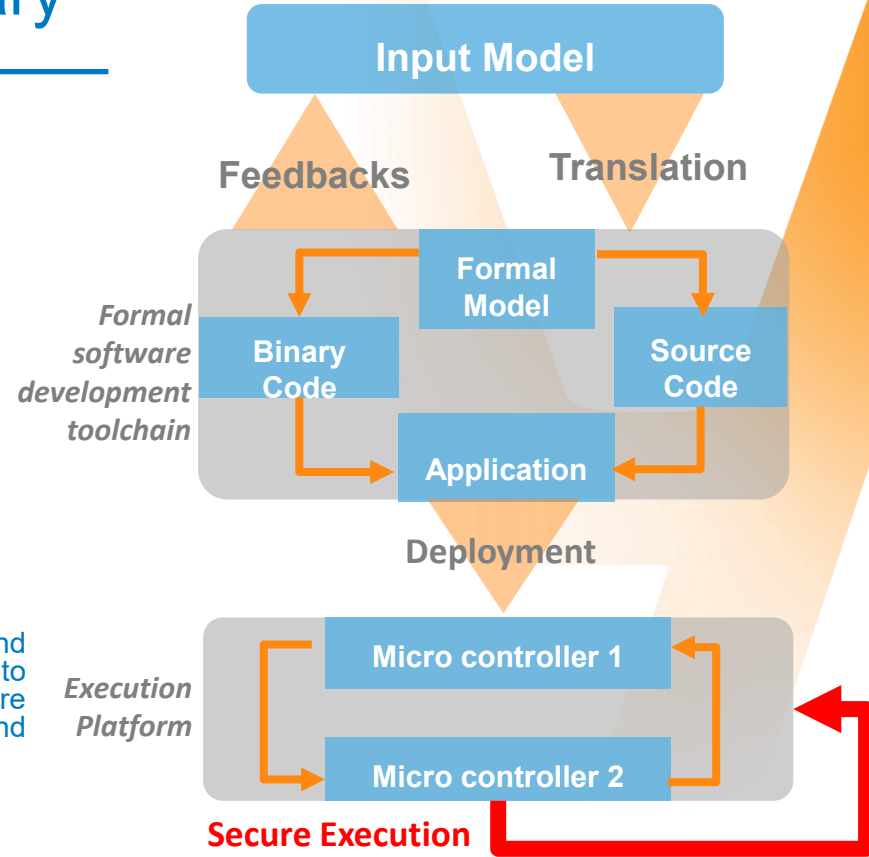 Input Model
Feedbacks
Translation
Formal
Model
Formal
software
development
toolchain
Binary
Code
Source
Code
Application
Deployment
to
Execution
Platform
Micro controller 1
Micro controller 2
Secure Execution